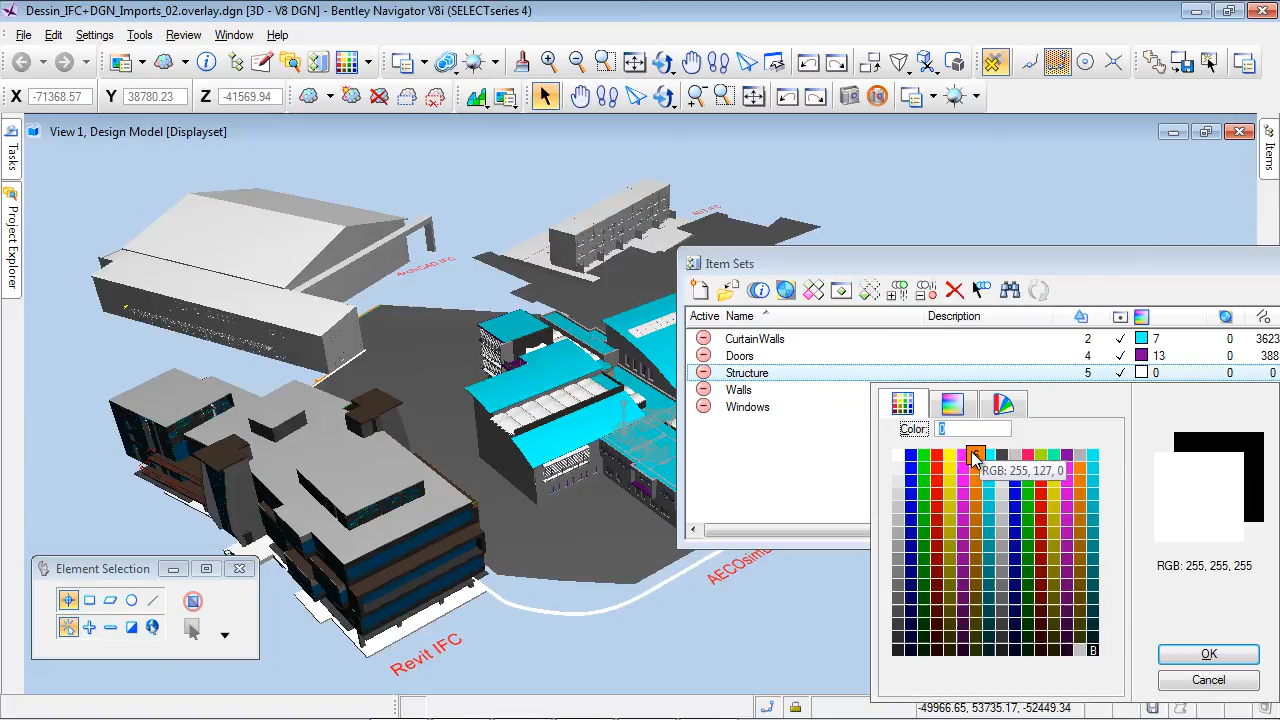 Dessin_IFC+DGN_Imports_02.overlay.dgn [3D - V8 DGN] - Bentley Navigator V8i (SELECTseries 4)
File Edit Settings Tools Review Window Help
X -71368.57 Y 38780.23 Z -41569.94
View 1, Design Model [Displayset]
Tasks
Project Explorer
Items
ArchiCAD IFC
Revit IFC
Item Sets
Active Name Description
CurtainWalls 2 7 0 3623
Doors 4 13 0 388
Structure 5 0 0 0
Walls
Windows
Color: 0
RGB: 255, 127, 0
RGB: 255, 255, 255
B
OK
Cancel
Element Selection
-49966.65, 53735.17, -52449.34